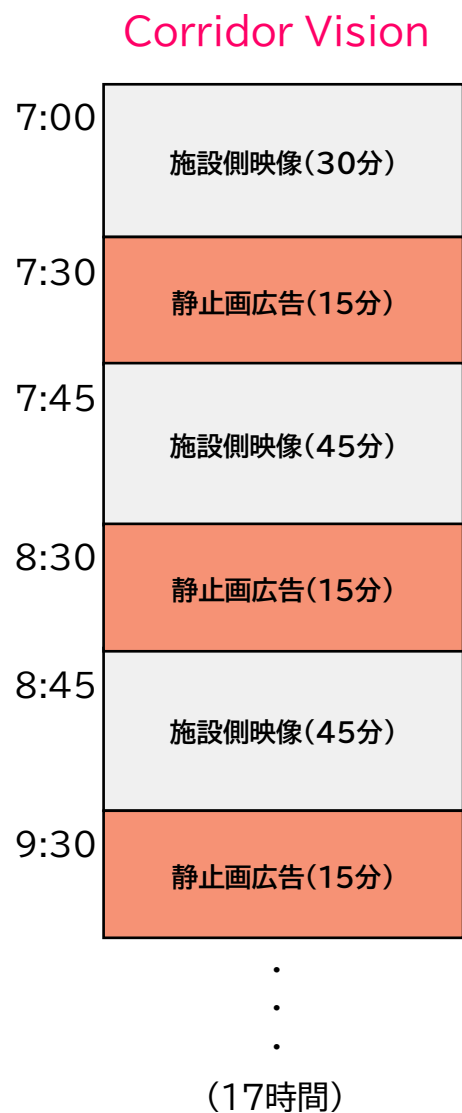 Corridor Vision
7:00
施設側映像(30分)
7:30
静止画広告(15分)
7:45
施設側映像(45分)
8:30
静止画広告(15分)
8:45
施設側映像(45分)
9:30
静止画広告(15分)
・
・
・
(17時間)